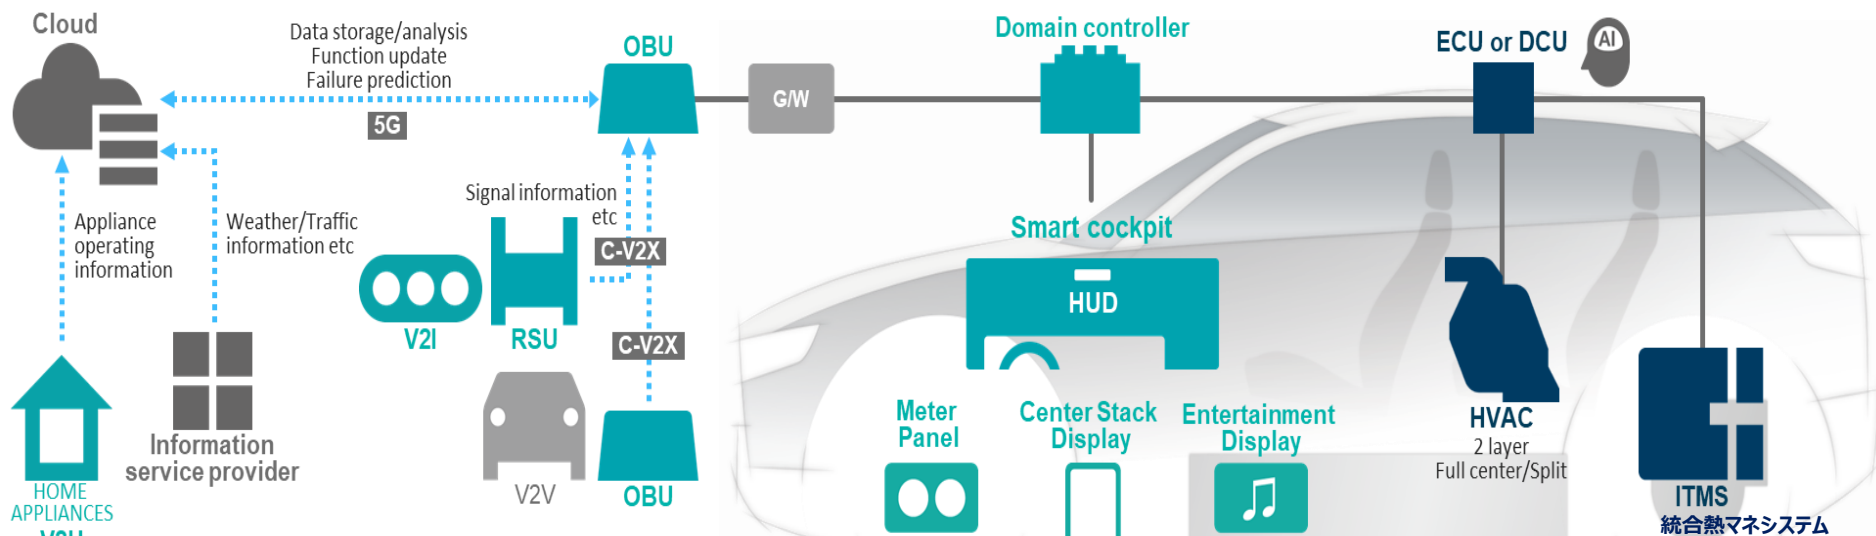 Cloud
Data storage/analysis
Function update
Failure prediction
5G
OBU
G/W
Domain controller
ECU or DCU
AI
Appliance
operating
information
Weather/Traffic
information etc
Signal information
etc
C-V2X
V2I
RSU
C-V2X
Smart cockpit
HUD
Information
service provider
HOME
APPLIANCES
V2V
OBU
Meter
Panel
Center Stack
Display
Entertainment
Display
HVAC
2 layer
Full center/Split
ITMS
統合熱マネシステム